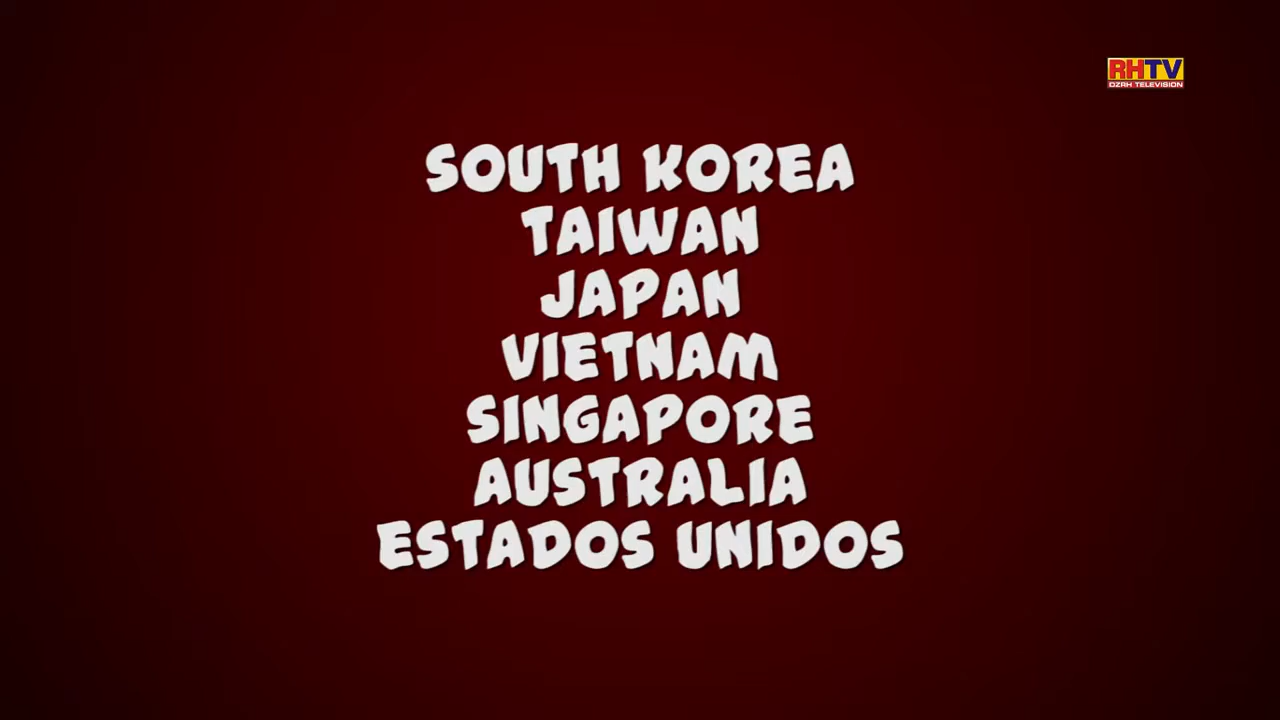 RHTV
DZRH TELEVISION
SOUTH KOREA
TAIWAN
JAPAN
VIETNAM
SINGAPORE
AUSTRALIA
ESTADOS UNIDOS